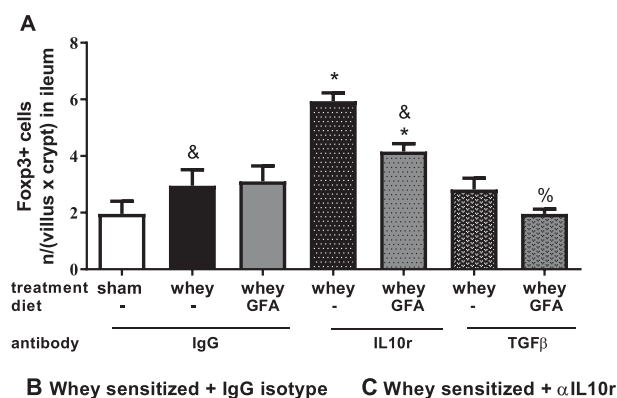 A
Foxp3+ cells
n/(villus x crypt) in ileum
8
6
4
2
0
&
*
&
*
%
treatment sham whey whey whey whey whey whey
diet - - GFA - GFA - GFA
antibody IgG IL10r TGFβ
B Whey sensitized + IgG isotype C Whey sensitized + αIL10r